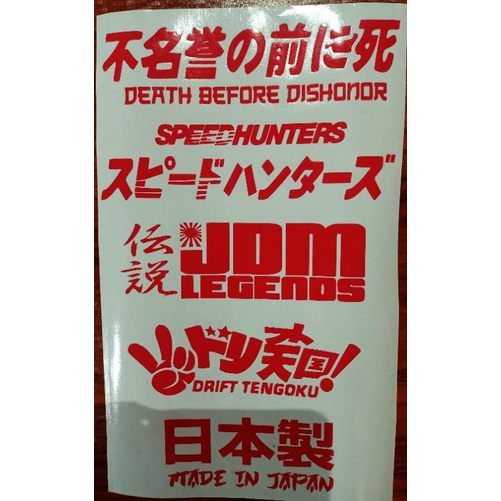 不名誉の前に死
DEATH BEFORE DISHONOR
SPEEDHUNTERS
スピードハンターズ
伝説
JDM
LEGENDS
ドリ天国!
DRIFT TENGOKU
日本製
MADE IN JAPAN